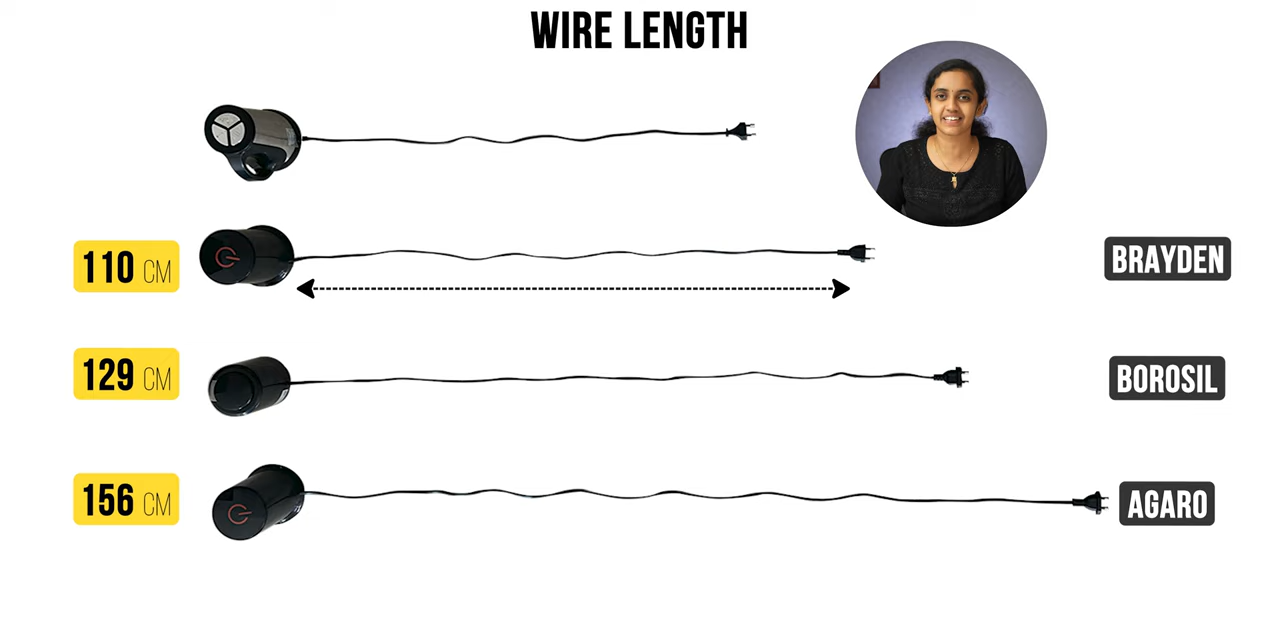 WIRE LENGTH
110 CM
BRAYDEN
129 CM
BOROSIL
156 CM
AGARO